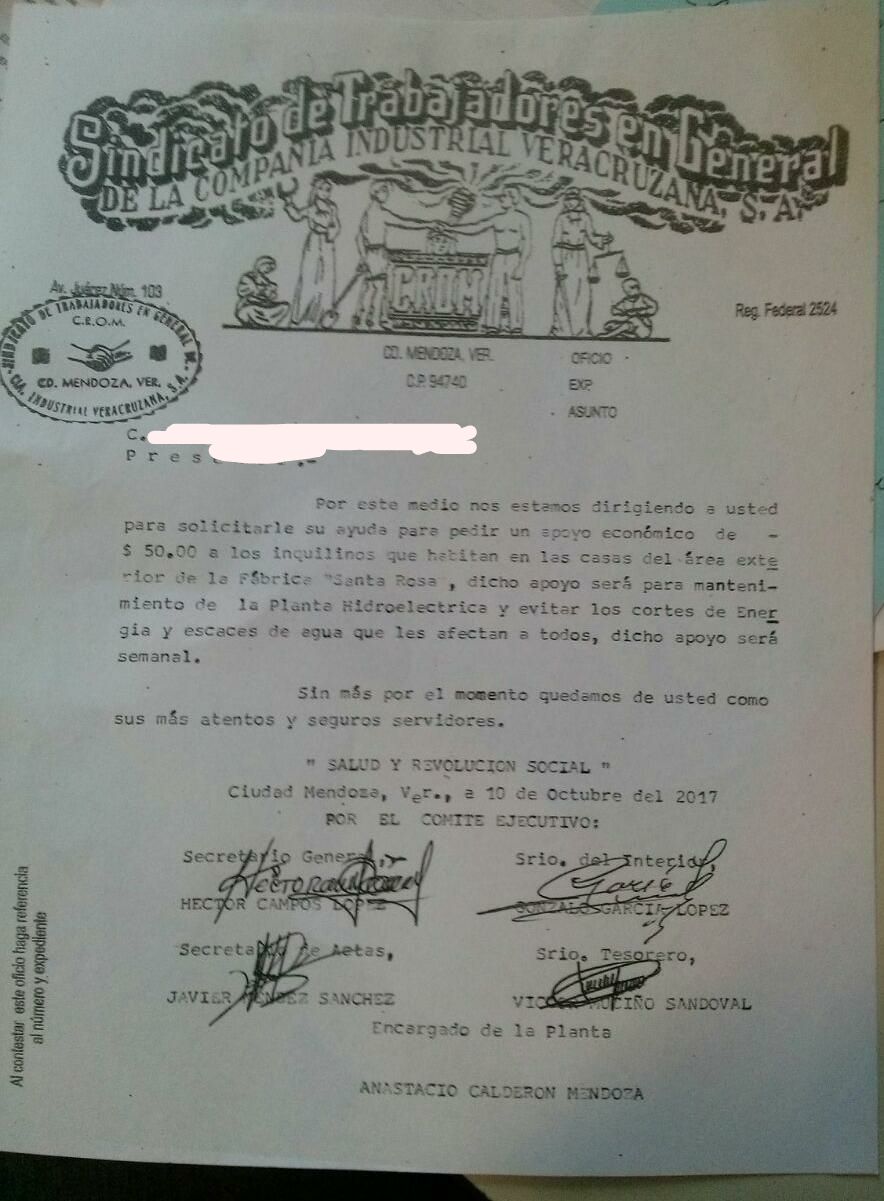 Sindicato de Trabajadores en General
DE LA COMPAÑIA INDUSTRIAL VERACRUZANA, S. A.
CROM
Av. Juárez Núm. 103
SINDICATO DE TRABAJADORES EN GENERAL DE LA
C.R.O.M.
CD. MENDOZA, VER.
CIA. INDUSTRIAL VERACRUZANA, S.A.
Reg. Federal 2524
CD. MENDOZA, VER.
C.P. 94740
OFICIO
EXP
ASUNTO
C.
P r e s
Por este medio nos estamos dirigiendo a usted
para solicitarle su ayuda para pedir un apoyo económico de -
$ 50.00 a los inquilinos que habitan en las casas del área exte
rior de la Fábrica "Santa Rosa", dicho apoyo será para manteni-
miento de la Planta Hidroelectrica y evitar los cortes de Ener
gia y escaces de agua que les afectan a todos, dicho apoyo será
semanal.
Sin más por el momento quedamos de usted como
sus más atentos y seguros servidores.
" SALUD Y REVOLUCION SOCIAL "
Ciudad Mendoza, Ver., a 10 de Octubre del 2017
POR EL COMITE EJECUTIVO:
Secretario General,
HECTOR CAMPOS LOPEZ
Srio. del Interior,
GONZALO GARCIA LOPEZ
Secretario de Actas,
JAVIER MENDEZ SANCHEZ
Srio. Tesorero,
VICTOR MUCIÑO SANDOVAL
Encargado de la Planta
ANASTACIO CALDERON MENDOZA
Al contestar este oficio haga referencia
al número y expediente